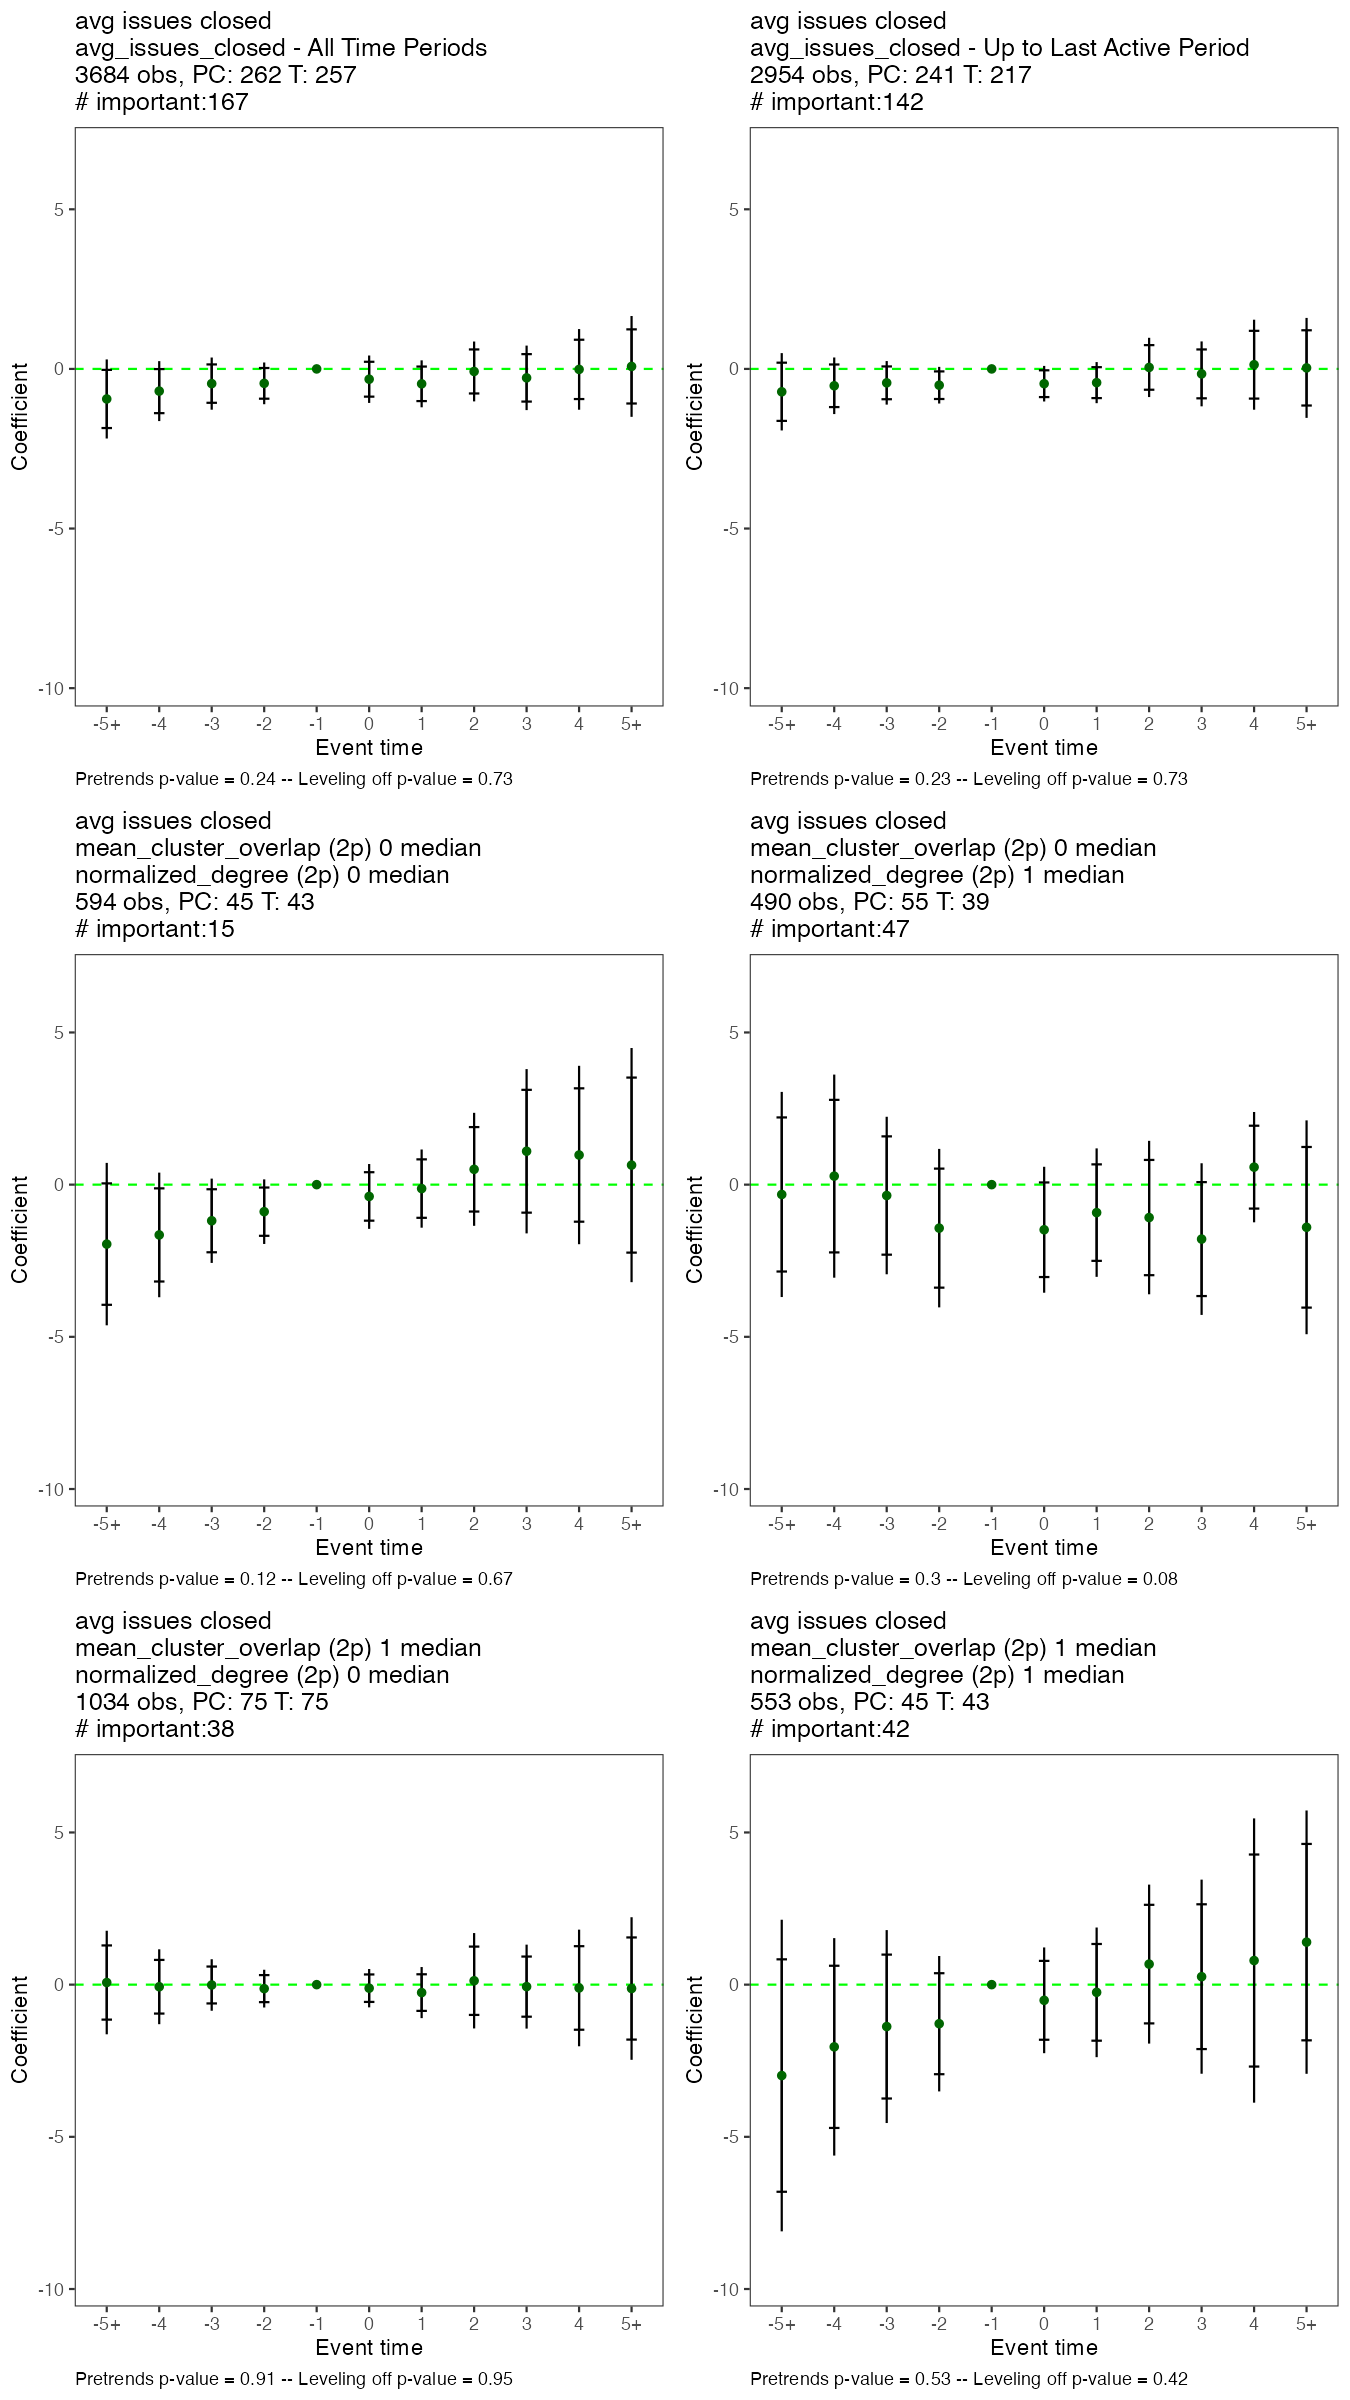 avg issues closed
avg_issues_closed - All Time Periods
3684 obs, PC: 262 T: 257
# important:167
5
0
-5
-10
Coefficient
-5+ -4 -3 -2 -1 0 1 2 3 4 5+
Event time
Pretrends p-value = 0.24 -- Leveling off p-value = 0.73
avg issues closed
avg_issues_closed - Up to Last Active Period
2954 obs, PC: 241 T: 217
# important:142
5
0
-5
-10
Coefficient
-5+ -4 -3 -2 -1 0 1 2 3 4 5+
Event time
Pretrends p-value = 0.23 -- Leveling off p-value = 0.73
avg issues closed
mean_cluster_overlap (2p) 0 median
normalized_degree (2p) 0 median
594 obs, PC: 45 T: 43
# important:15
5
0
-5
-10
Coefficient
-5+ -4 -3 -2 -1 0 1 2 3 4 5+
Event time
Pretrends p-value = 0.12 -- Leveling off p-value = 0.67
avg issues closed
mean_cluster_overlap (2p) 0 median
normalized_degree (2p) 1 median
490 obs, PC: 55 T: 39
# important:47
5
0
-5
-10
Coefficient
-5+ -4 -3 -2 -1 0 1 2 3 4 5+
Event time
Pretrends p-value = 0.3 -- Leveling off p-value = 0.08
avg issues closed
mean_cluster_overlap (2p) 1 median
normalized_degree (2p) 0 median
1034 obs, PC: 75 T: 75
# important:38
5
0
-5
-10
Coefficient
-5+ -4 -3 -2 -1 0 1 2 3 4 5+
Event time
Pretrends p-value = 0.91 -- Leveling off p-value = 0.95
avg issues closed
mean_cluster_overlap (2p) 1 median
normalized_degree (2p) 1 median
553 obs, PC: 45 T: 43
# important:42
5
0
-5
-10
Coefficient
-5+ -4 -3 -2 -1 0 1 2 3 4 5+
Event time
Pretrends p-value = 0.53 -- Leveling off p-value = 0.42